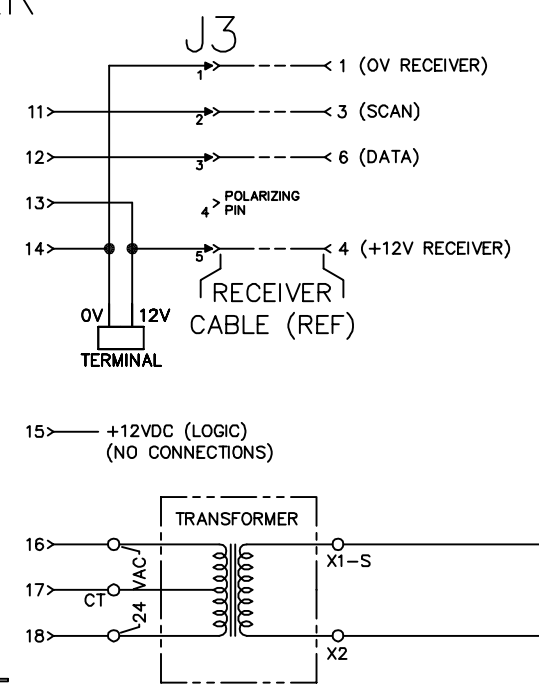 J3
1 1 (0V RECEIVER)
11 2 3 (SCAN)
12 3 6 (DATA)
13 4 POLARIZING
PIN
14 5 4 (+12V RECEIVER)
RECEIVER
CABLE (REF)
0V 12V
TERMINAL
15 +12VDC (LOGIC)
(NO CONNECTIONS)
TRANSFORMER
16
X1-S
24 VAC
17
CT
18
X2